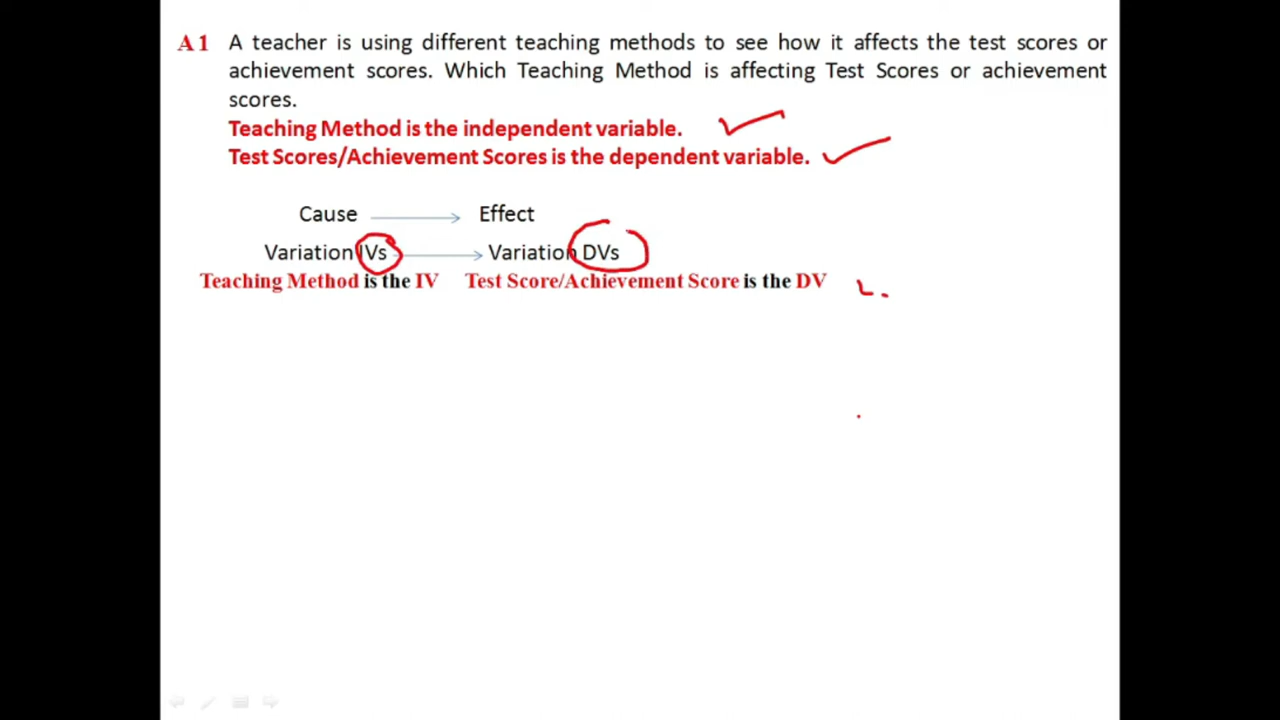 A 1 A teacher is using different teaching methods to see how it affects the test scores or
achievement scores. Which Teaching Method is affecting Test Scores or achievement
scores.
Teaching Method is the independent variable.
Test Scores/Achievement Scores is the dependent variable.
Cause Effect
Variation IVs Variation DVs
Teaching Method is the IV Test Score/Achievement Score is the DV